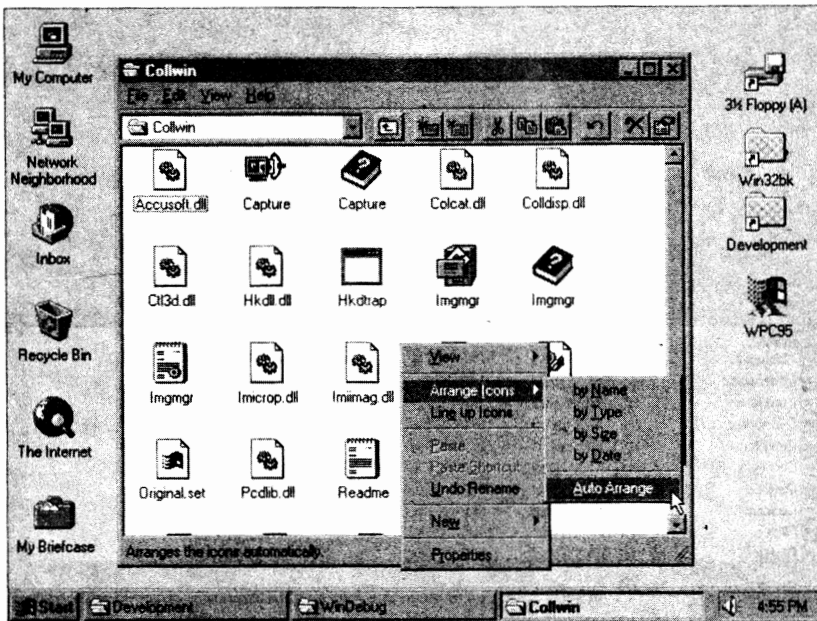 My Computer
Network
Neighborhood
Inbox
Recycle Bin
The Internet
My Briefcase
Collwin
File Edit View Help
Collwin
Accusoft.dll
Capture
Capture
Colcat.dll
Colldisp.dll
Ctl3d.dll
Hkdll.dll
Hkdtrap
Imgmgr
Imgmgr
Imgmgr
Imicrop.dll
Imiimag.dll
Original.set
Pcdlib.dll
Readme
View
Arrange Icons
Line up Icons
Paste
Paste Shortcut
Undo Rename
New
Properties
by Name
by Type
by Size
by Date
Auto Arrange
Arranges the icons automatically.
3½ Floppy (A)
Win32bk
Development
WPC95
Start
Development
WinDebug
Collwin
4:55 PM